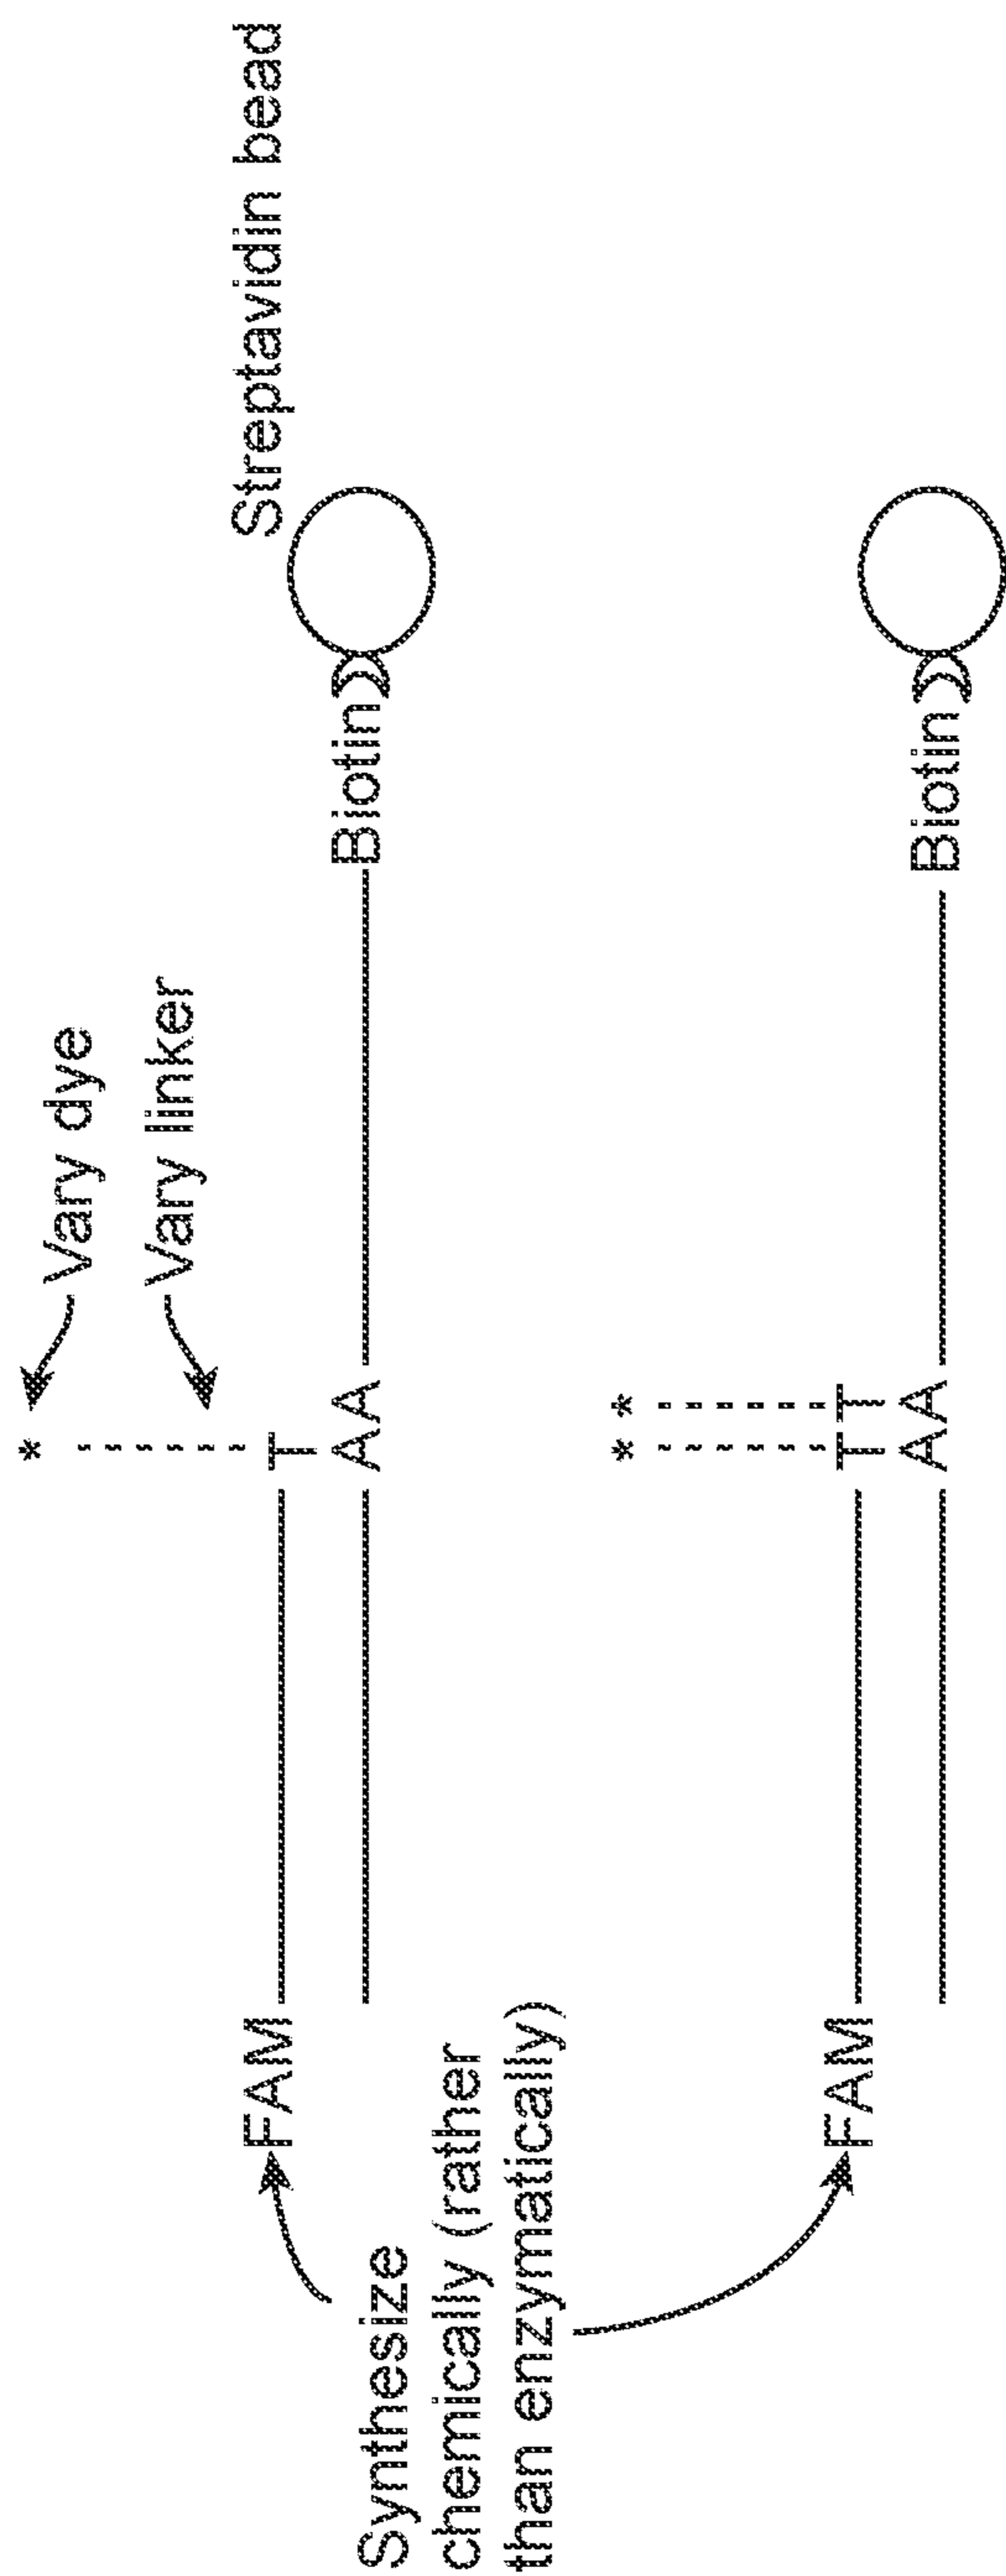 * Vary dye
Vary linker
Streptavidin bead
FAM T
AA Biotin
Synthesize
chemically (rather
than enzymatically)
* *
FAM TT
AA Biotin